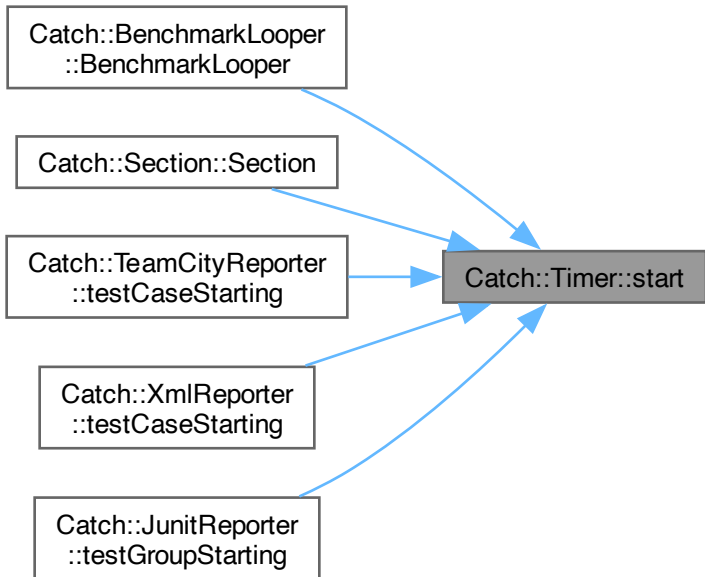 Catch::BenchmarkLooper
::BenchmarkLooper
Catch::Section::Section
Catch::TeamCityReporter
::testCaseStarting
Catch::Timer::start
Catch::XmlReporter
::testCaseStarting
Catch::JunitReporter
::testGroupStarting